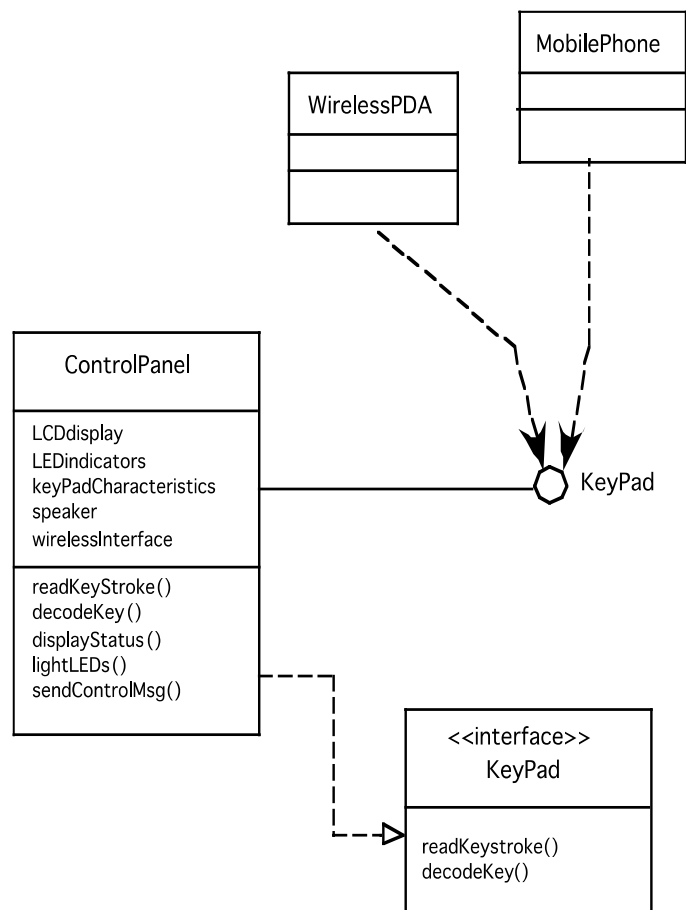 MobilePhone
WirelessPDA
ControlPanel
LCDdisplay
LEDindicators
keyPadCharacteristics
speaker
wirelessInterface
KeyPad
readKeyStroke()
decodeKey()
displayStatus()
lightLEDs()
sendControlMsg()
<<interface>>
KeyPad
readKeystroke()
decodeKey()